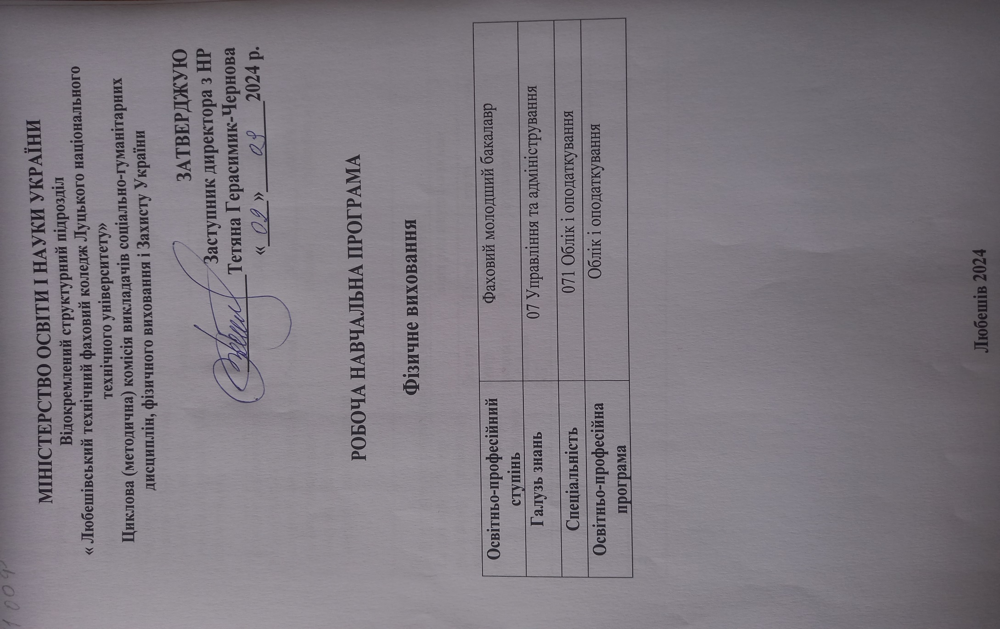 МІНІСТЕРСТВО ОСВІТИ І НАУКИ УКРАЇНИ
Відокремлений структурний підрозділ
« Любешівський технічний фаховий коледж Луцького національного
технічного університету»
Циклова (методична) комісія викладачів соціально-гуманітарних
дисциплін, фізичного виховання і Захисту України
ЗАТВЕРДЖУЮ
Заступник директора з НР
Тетяна Герасимик-Чернова
« 02 » 09 2024 р.
РОБОЧА НАВЧАЛЬНА ПРОГРАМА
Фізичне виховання
Освітньо-професійний ступінь Фаховий молодший бакалавр
Галузь знань 07 Управління та адміністрування
Спеціальність 071 Облік і оподаткування
Освітньо-професійна програма Облік і оподаткування
Любешів 2024